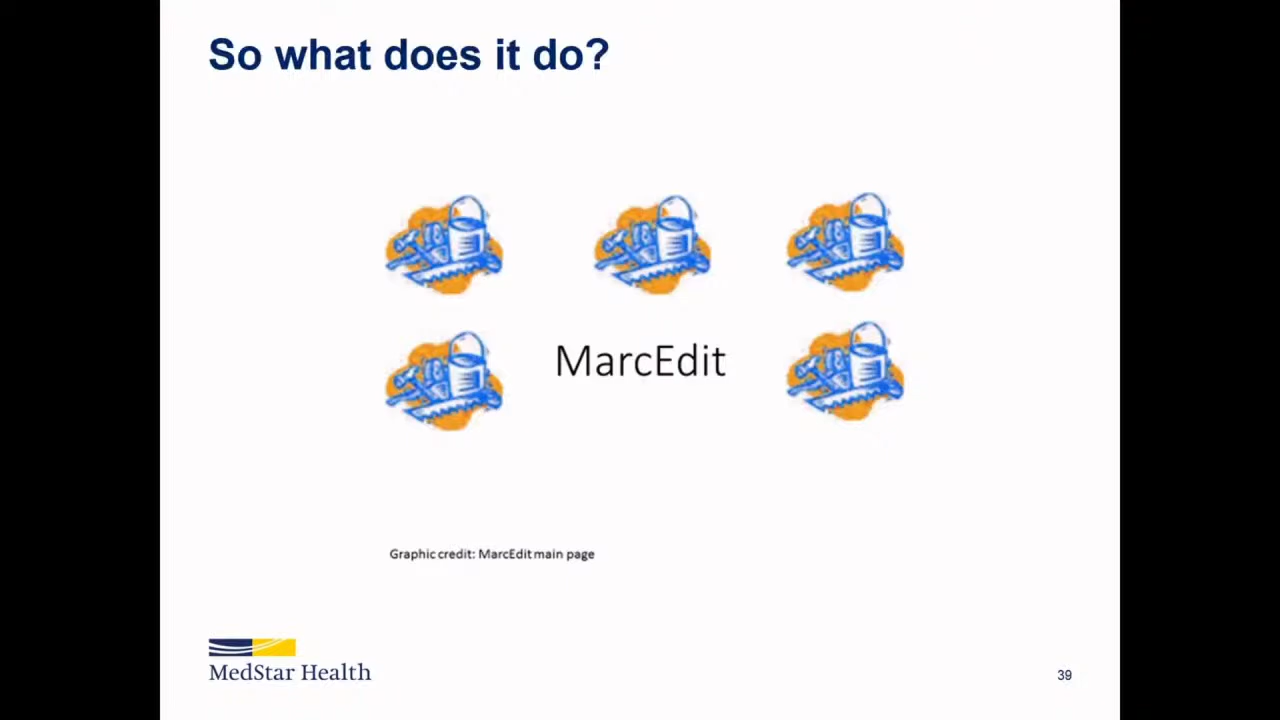 So what does it do?
MarcEdit
Graphic credit: MarcEdit main page
MedStar Health
39